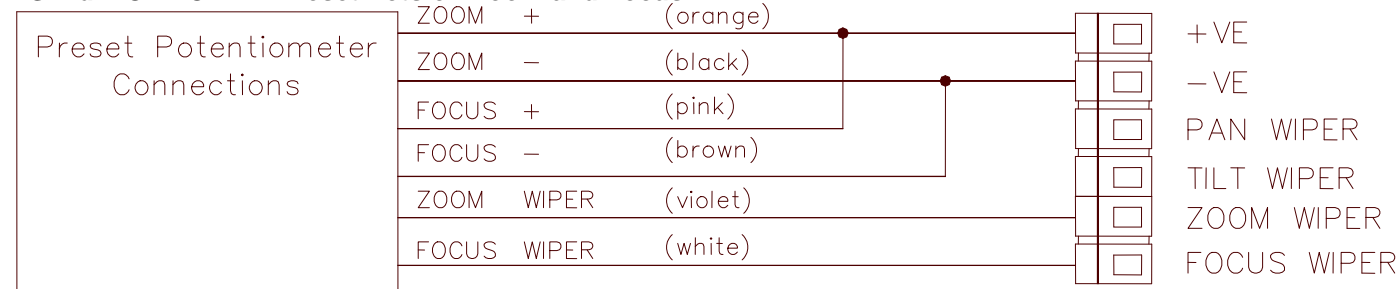 Preset Potentiometer
Connections
ZOOM + (orange)
ZOOM - (black)
FOCUS + (pink)
FOCUS - (brown)
ZOOM WIPER (violet)
FOCUS WIPER (white)
+VE
-VE
PAN WIPER
TILT WIPER
ZOOM WIPER
FOCUS WIPER